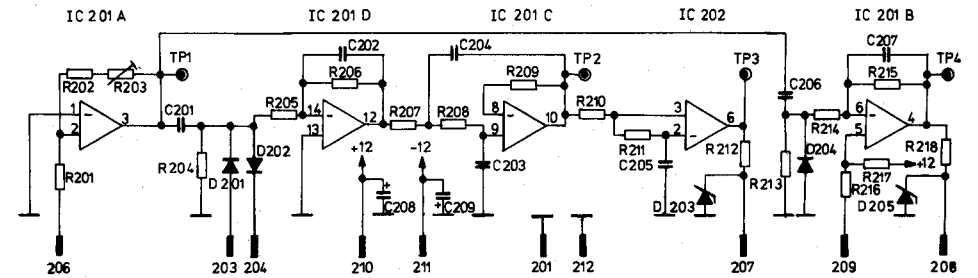 IC 201A IC 201 D IC 201 C IC 202 IC 201 B
C202 C204 C207
TP1 TP2 TP3 TP4
R202 R203 R206 R209 C206 R215
C201 R205 R207 R208 R210 R214
1 2 3 14 13 12 8 9 10 3 2 6 6 5 4
R204 D201 D202 +12 -12 C203 R211 C205 R212 R213 D204 R217 +12 R218
R201 C208 C209 D203 R216 D205
+ +
206 203 204 210 211 201 212 207 209 208